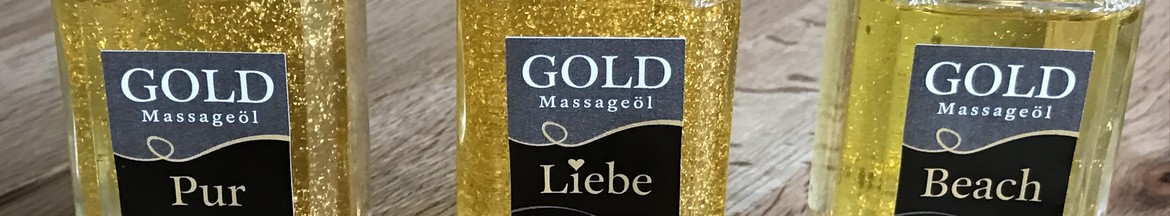 GOLD
Massageöl
Pur
GOLD
Massageöl
Liebe
GOLD
Massageöl
Beach